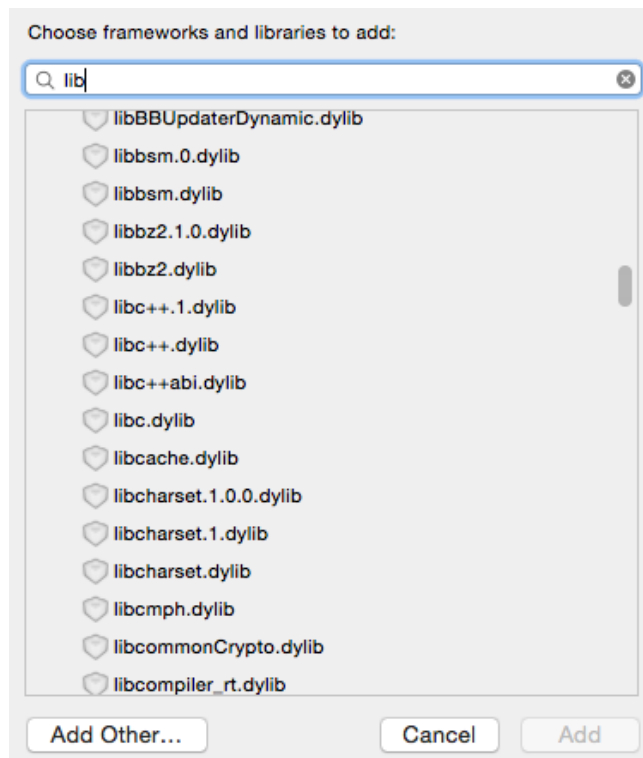 Choose frameworks and libraries to add:
lib
libBBUpdaterDynamic.dylib
libbsm.0.dylib
libbsm.dylib
libbz2.1.0.dylib
libbz2.dylib
libc++.1.dylib
libc++.dylib
libc++abi.dylib
libc.dylib
libcache.dylib
libcharset.1.0.0.dylib
libcharset.1.dylib
libcharset.dylib
libcmph.dylib
libcommonCrypto.dylib
libcompiler_rt.dylib
Add Other... Cancel Add